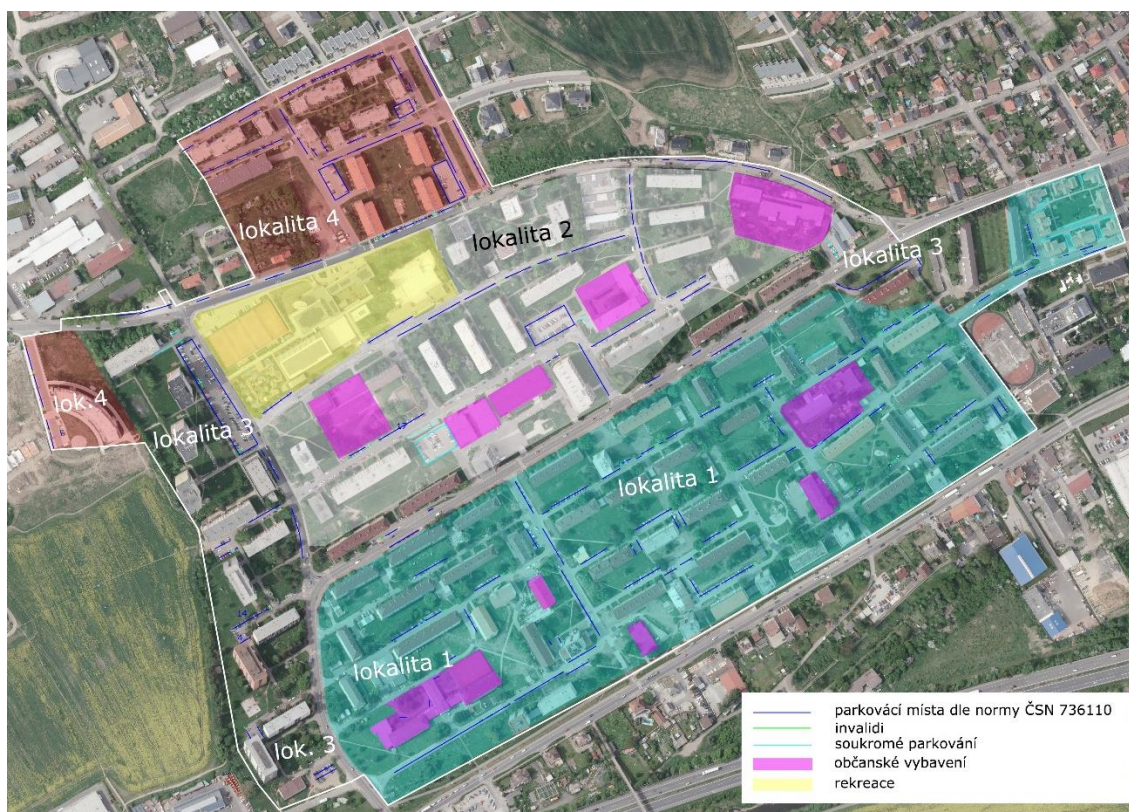 lokalita 4
lokalita 2
lokalita 3
lok.4
lokalita 3
lokalita 1
lokalita 1
lok. 3
parkovácí místa dle normy ČSN 736110
invalidi
soukromé parkování
občanské vybavení
rekreace